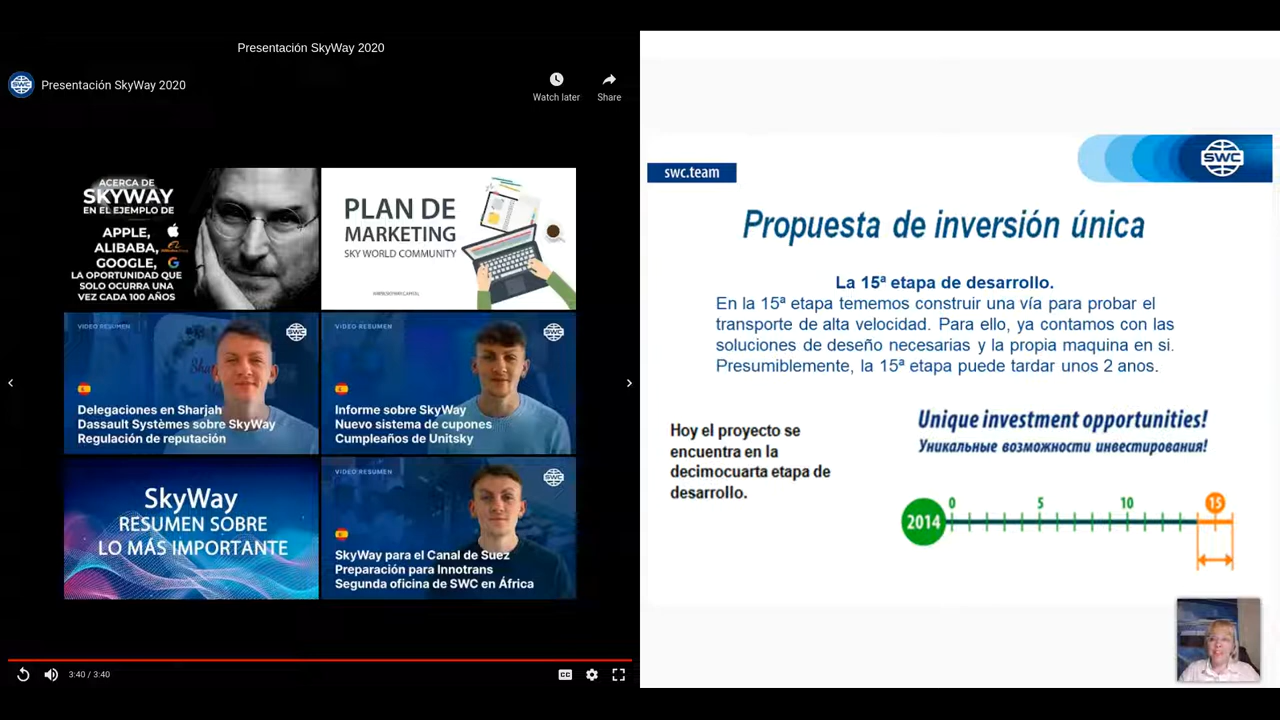 Presentación SkyWay 2020
SWC
Presentación SkyWay 2020
Watch later
Share
ACERCA DE
SKYWAY
EN EL EJEMPLO DE
APPLE,
ALIBABA,
GOOGLE,
LA OPORTUNIDAD QUE
SOLO OCURRA UNA
VEZ CADA 100 AÑOS
PLAN DE
MARKETING
SKY WORLD COMMUNITY
VIDEO RESUMEN
SWC
Delegaciones en Sharjah
Dassault Systèmes sobre SkyWay
Regulación de reputación
VIDEO RESUMEN
SWC
Informe sobre SkyWay
Nuevo sistema de cupones
Cumpleaños de Unitsky
SkyWay
RESUMEN SOBRE
LO MÁS IMPORTANTE
VIDEO RESUMEN
SWC
SkyWay para el Canal de Suez
Preparación para Innotrans
Segunda oficina de SWC en África
3:40 / 3:40
CC
swc.team
SWC
Propuesta de inversión única
La 15ª etapa de desarrollo.
En la 15ª etapa tememos construir una vía para probar el
transporte de alta velocidad. Para ello, ya contamos con las
soluciones de deseño necesarias y la propia maquina en si.
Presumiblemente, la 15ª etapa puede tardar unos 2 anos.
Hoy el proyecto se
encuentra en la
decimocuarta etapa de
desarrollo.
Unique investment opportunities!
Уникальные возможности инвестирования!
2014 0 5 10 15